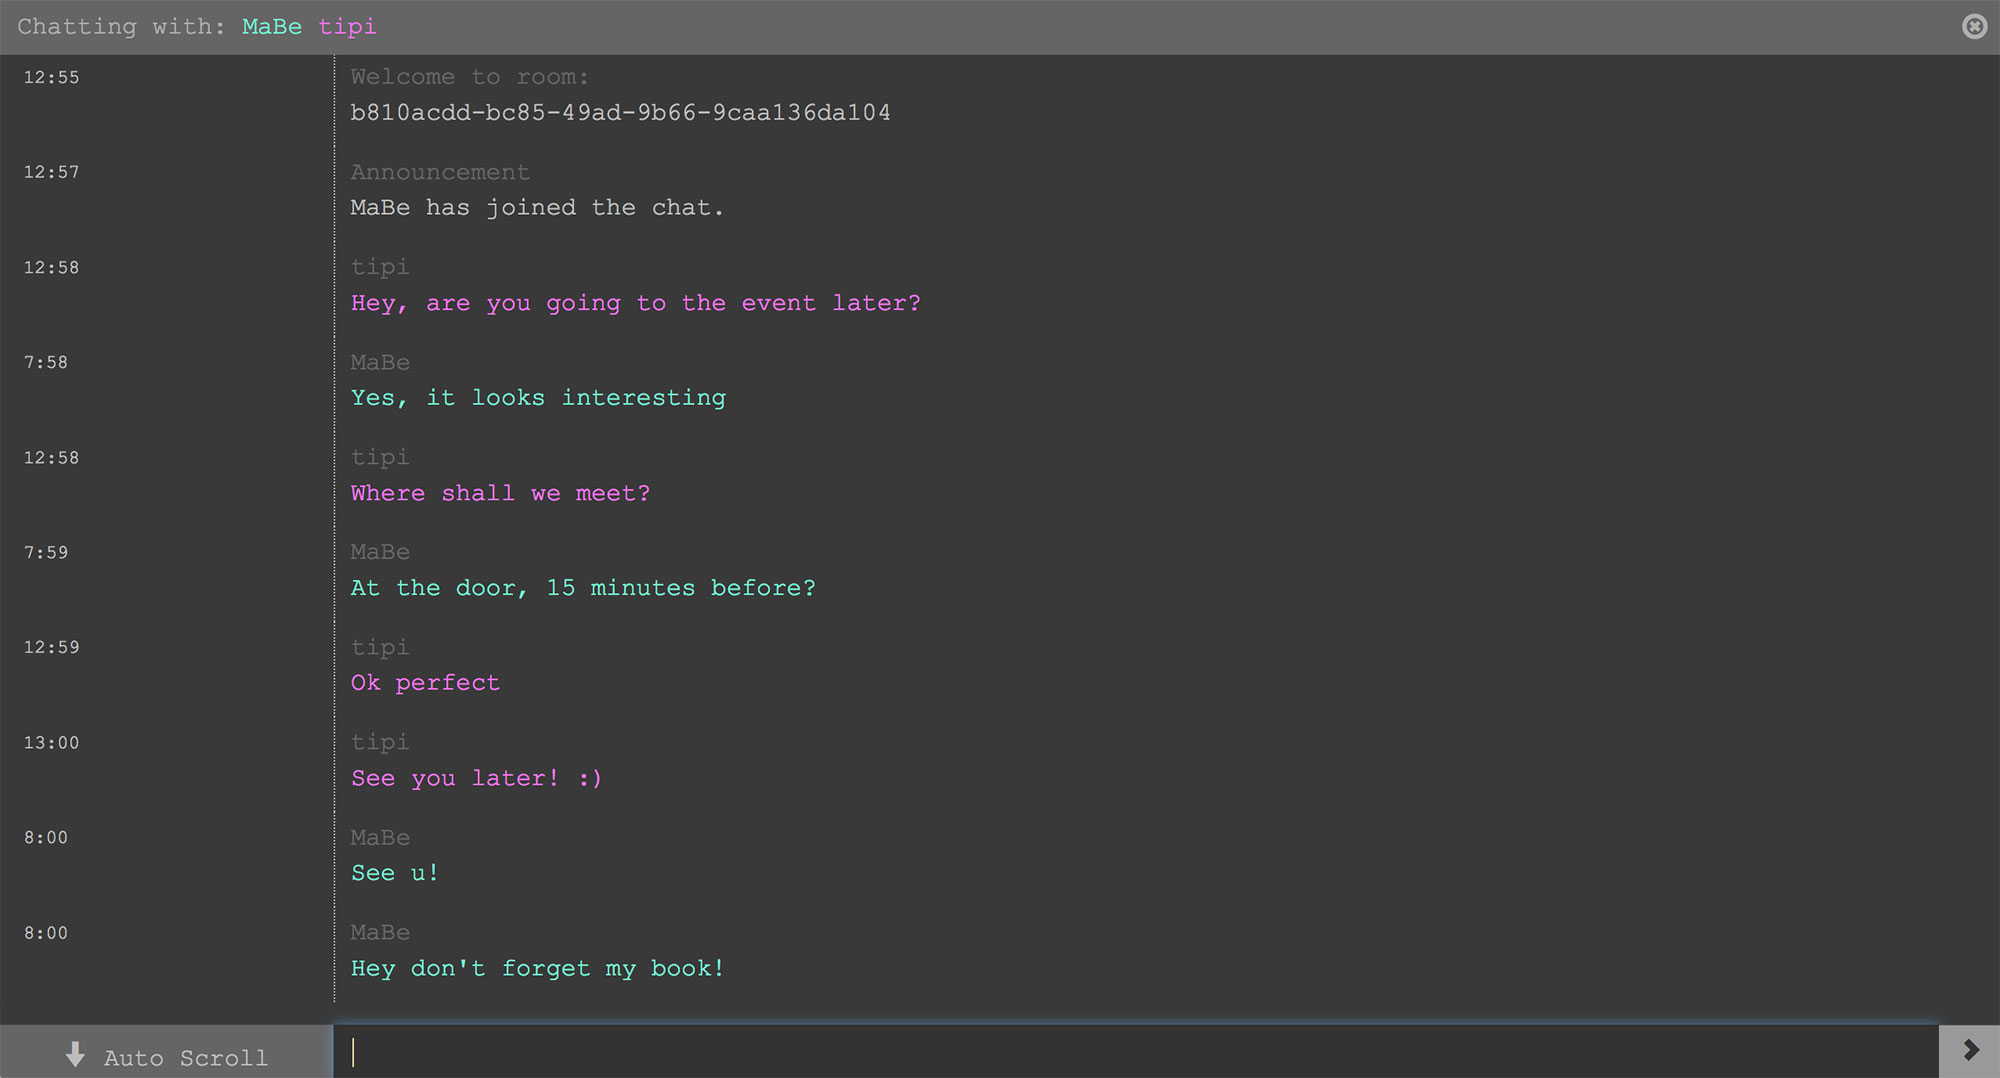 Chatting with: MaBe tipi
12:55 Welcome to room:
b810acdd-bc85-49ad-9b66-9caa136da104
12:57 Announcement
MaBe has joined the chat.
12:58 tipi
Hey, are you going to the event later?
7:58 MaBe
Yes, it looks interesting
12:58 tipi
Where shall we meet?
7:59 MaBe
At the door, 15 minutes before?
12:59 tipi
Ok perfect
13:00 tipi
See you later! :)
8:00 MaBe
See u!
8:00 MaBe
Hey don't forget my book!
Auto Scroll